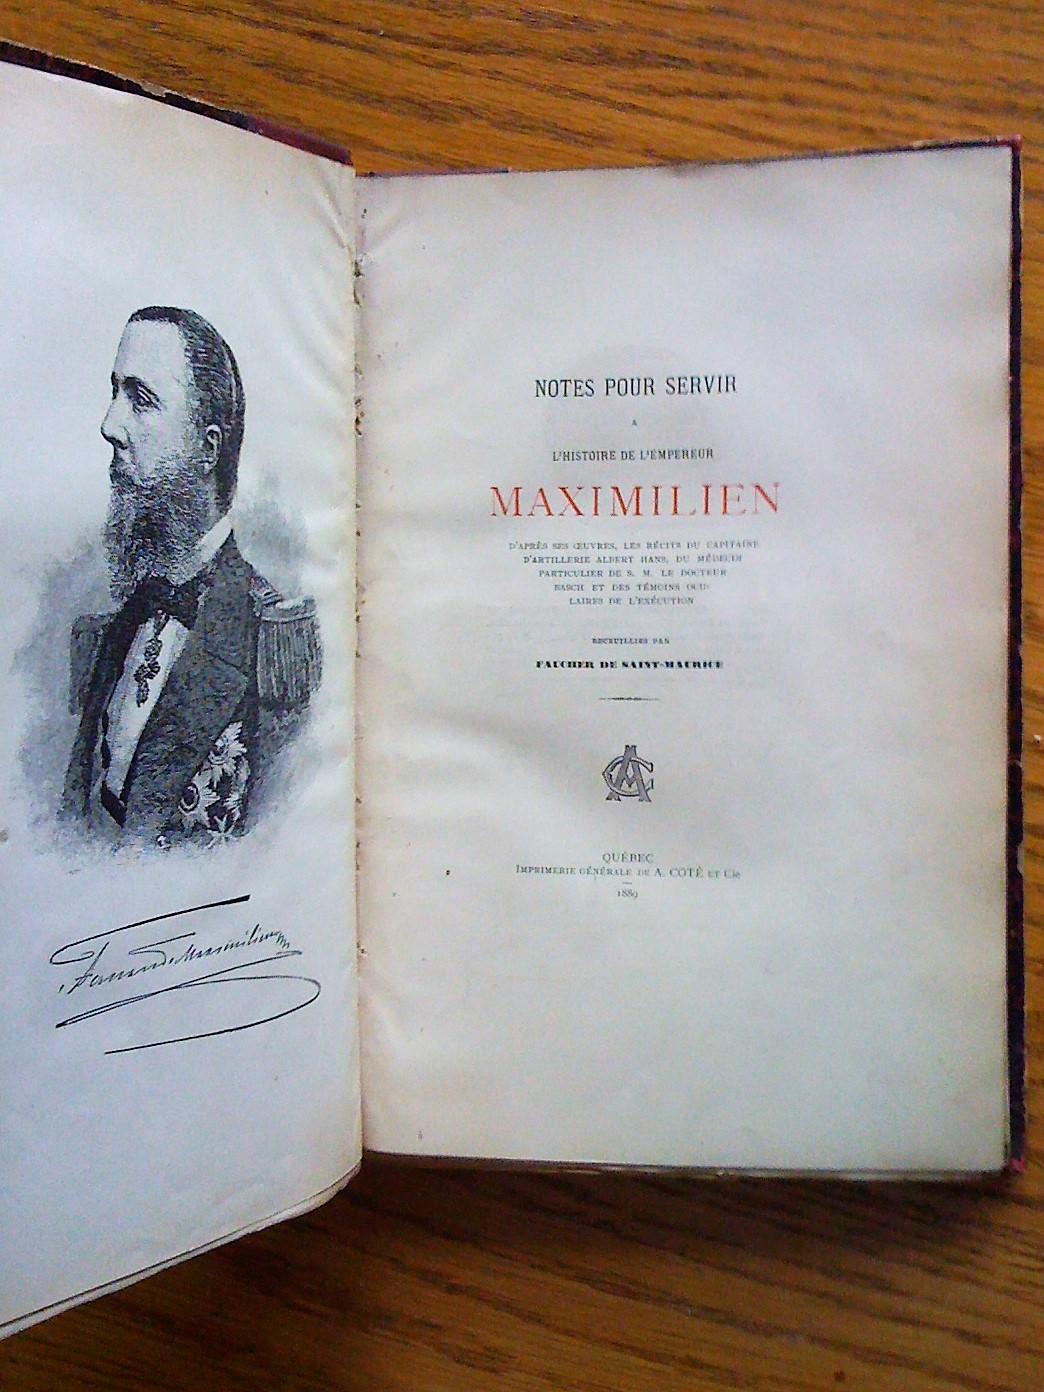 Fernand. Maximiliano
NOTES POUR SERVIR
A
L'HISTOIRE DE L'EMPEREUR
MAXIMILIEN
D'APRÈS SES ŒUVRES, LES RÉCITS DU CAPITAINE
D'ARTILLERIE ALBERT HANS, DU MÉDECIN
PARTICULIER DE S. M. LE DOCTEUR
BASCH ET DES TÉMOINS OCU-
LAIRES DE L'EXÉCUTION
RECUEILLIES PAR
FAUCHER DE SAINT-MAURICE
QUÉBEC
IMPRIMERIE GÉNÉRALE DE A. COTÉ ET Cie
1889